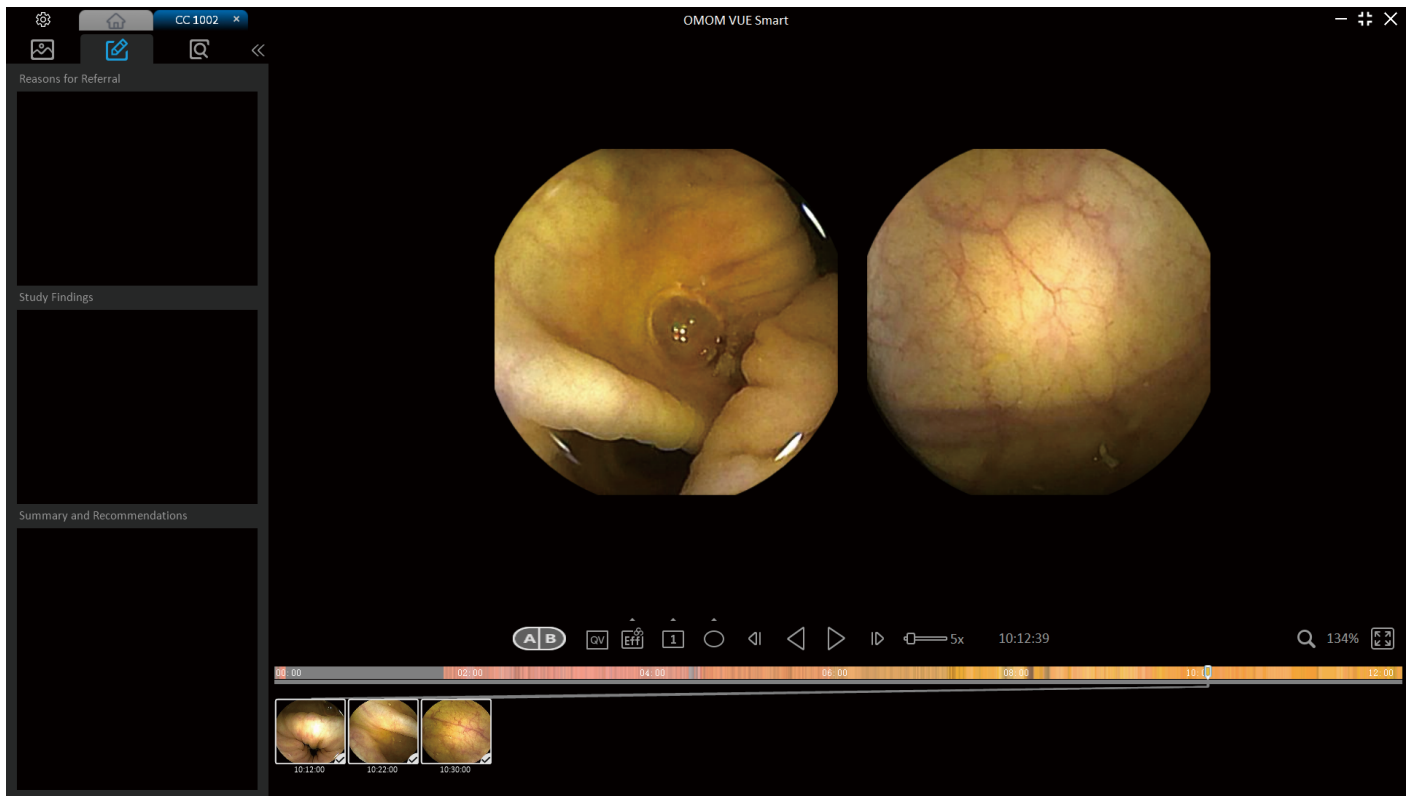 CC 1002 ×
OMOM VUE Smart
Reasons for Referral
Study Findings
Summary and Recommendations
A B
QV
Eff
1
5x
10:12:39
134%
00:00 02:00 04:00 06:00 08:00 12:00
10:12:00 10:22:00 10:30:00